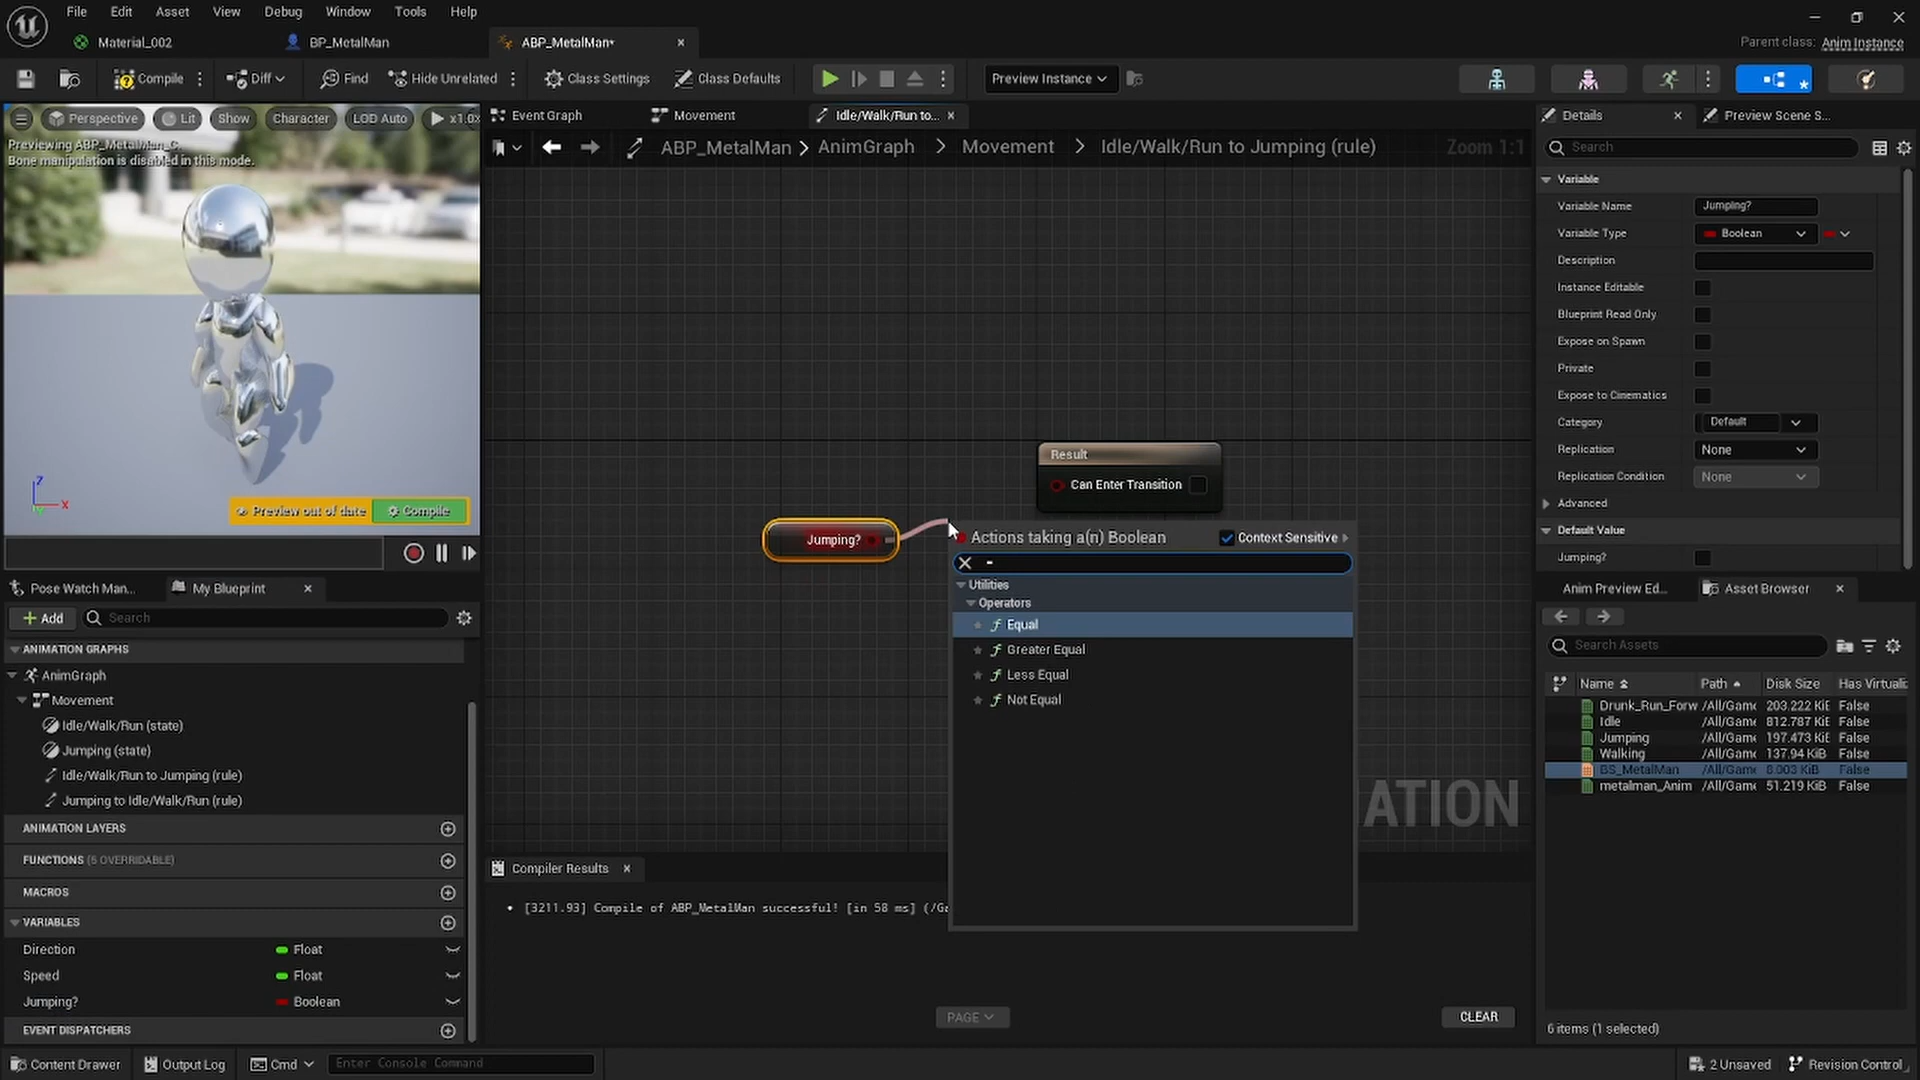 File Edit View Asset Debug Window Tools Help
Material_002
BP_MetalMan
ABP_MetalMan*
Parent class: Anim Instance
Compile
Diff
Find
Hide Unrelated
Class Settings
Class Defaults
Preview Instance
Perspective
Lit
Show
Character
LOD Auto
x1.0
Previewing ABP_MetalMan_C.
Bone manipulation is disabled in this mode.
Z
X
Preview out of date
Compile
Event Graph
Movement
Idle/Walk/Run to...
ABP_MetalMan > AnimGraph > Movement > Idle/Walk/Run to Jumping (rule)
Zoom 1:1
Result
Can Enter Transition
Jumping?
Actions taking a(n) Boolean
Context Sensitive
Utilities
Operators
Equal
Greater Equal
Less Equal
Not Equal
ATION
Compiler Results
[3211.93] Compile of ABP_MetalMan successful! [in 58 ms] (/Ga
PAGE
CLEAR
Pose Watch Man...
My Blueprint
Add
Search
ANIMATION GRAPHS
AnimGraph
Movement
Idle/Walk/Run (state)
Jumping (state)
Idle/Walk/Run to Jumping (rule)
Jumping to Idle/Walk/Run (rule)
ANIMATION LAYERS
FUNCTIONS (5 OVERRIDABLE)
MACROS
VARIABLES
Direction Float
Speed Float
Jumping? Boolean
EVENT DISPATCHERS
Details
Preview Scene S...
Search
Variable
Variable Name Jumping?
Variable Type Boolean
Description
Instance Editable
Blueprint Read Only
Expose on Spawn
Private
Expose to Cinematics
Category Default
Replication None
Replication Condition None
Advanced
Default Value
Jumping?
Anim Preview Ed...
Asset Browser
Search Assets
Name Path Disk Size Has Virtualiz
Drunk_Run_Forw /All/Game 203.222 KiB False
Idle /All/Game 812.787 KiB False
Jumping /All/Game 197.473 KiB False
Walking /All/Game 137.94 KiB False
BS_MetalMan /All/Game 8.003 KiB False
metalman_Anim /All/Game 51.219 KiB False
6 items (1 selected)
Content Drawer
Output Log
Cmd
Enter Console Command
2 Unsaved
Revision Control